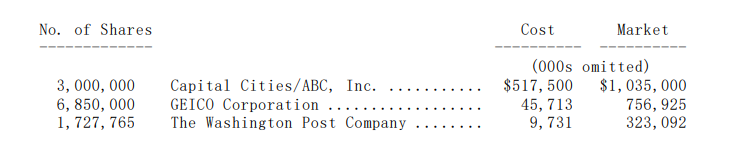 No. of Shares Cost Market
------------- ---------- ----------
(000s omitted)
3,000,000 Capital Cities/ABC, Inc. ........... $517,500 $1,035,000
6,850,000 GEICO Corporation .................. 45,713 756,925
1,727,765 The Washington Post Company ........ 9,731 323,092